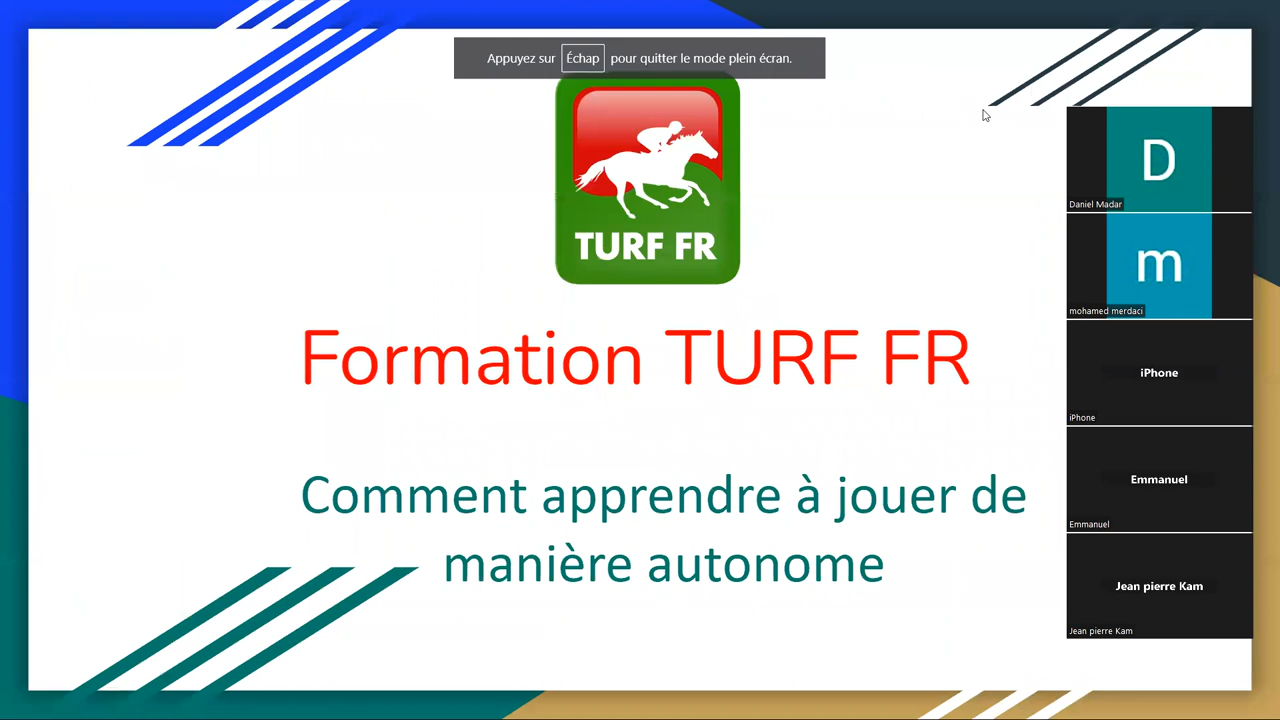 Appuyez sur Échap pour quitter le mode plein écran.
TURF FR
Formation TURF FR
Comment apprendre à jouer de
manière autonome
D
Daniel Madar
m
mohamed merdaci
iPhone
iPhone
Emmanuel
Emmanuel
Jean pierre Kam
Jean pierre Kam